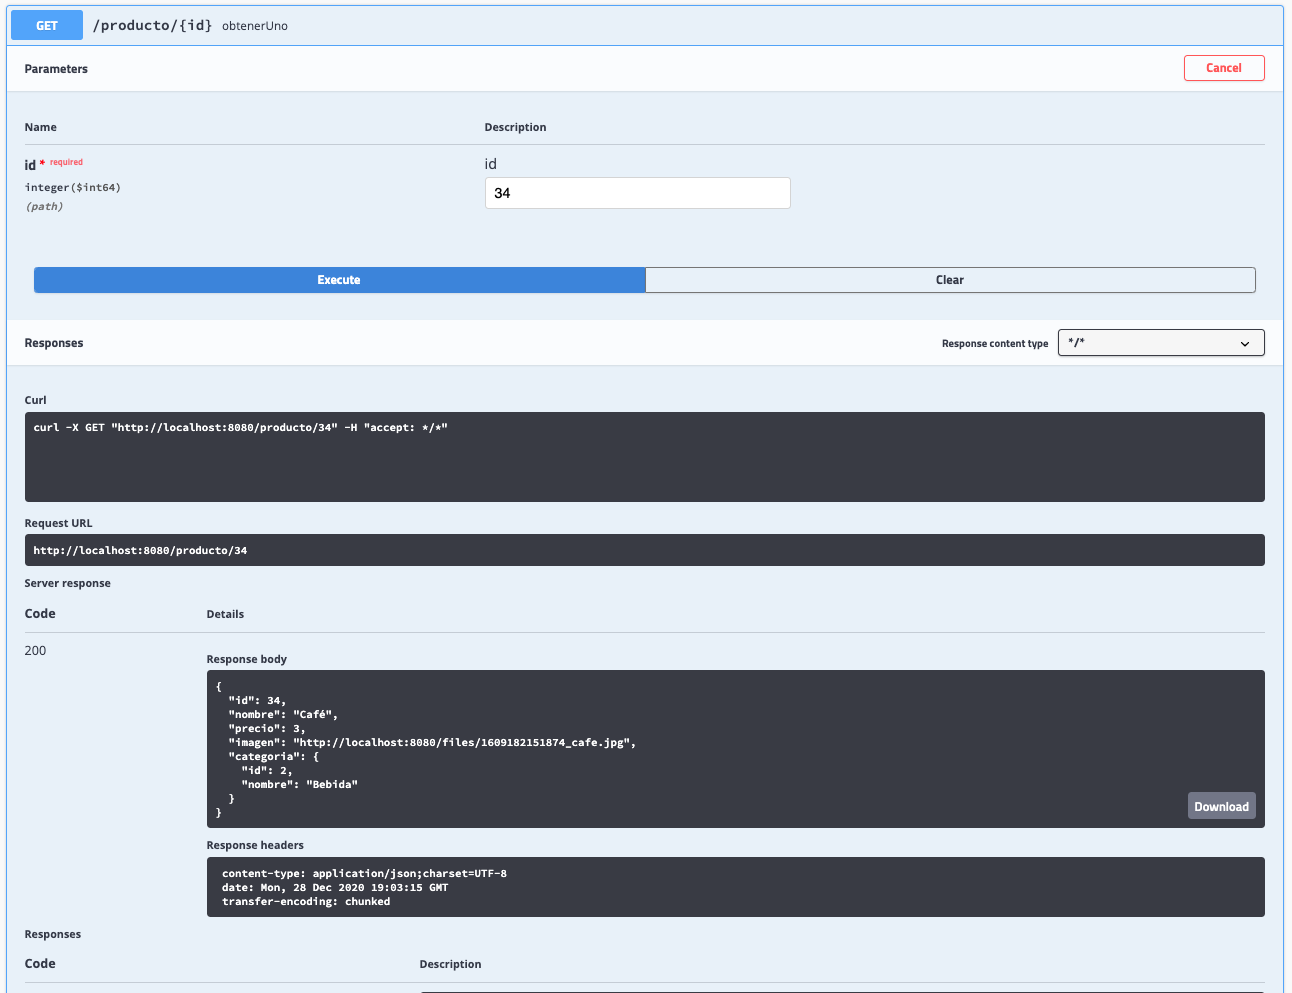 GET /producto/{id} obtenerUno
Parameters
Cancel
Name Description
id * required
integer($int64)
(path)
id
34
Execute
Clear
Responses
Response content type */*
Curl
curl -X GET "http://localhost:8080/producto/34" -H "accept: */*"
Request URL
http://localhost:8080/producto/34
Server response
Code Details
200
Response body
{
  "id": 34,
  "nombre": "Café",
  "precio": 3,
  "imagen": "http://localhost:8080/files/1609182151874_cafe.jpg",
  "categoria": {
    "id": 2,
    "nombre": "Bebida"
  }
}
Download
Response headers
content-type: application/json;charset=UTF-8
date: Mon, 28 Dec 2020 19:03:15 GMT
transfer-encoding: chunked
Responses
Code Description